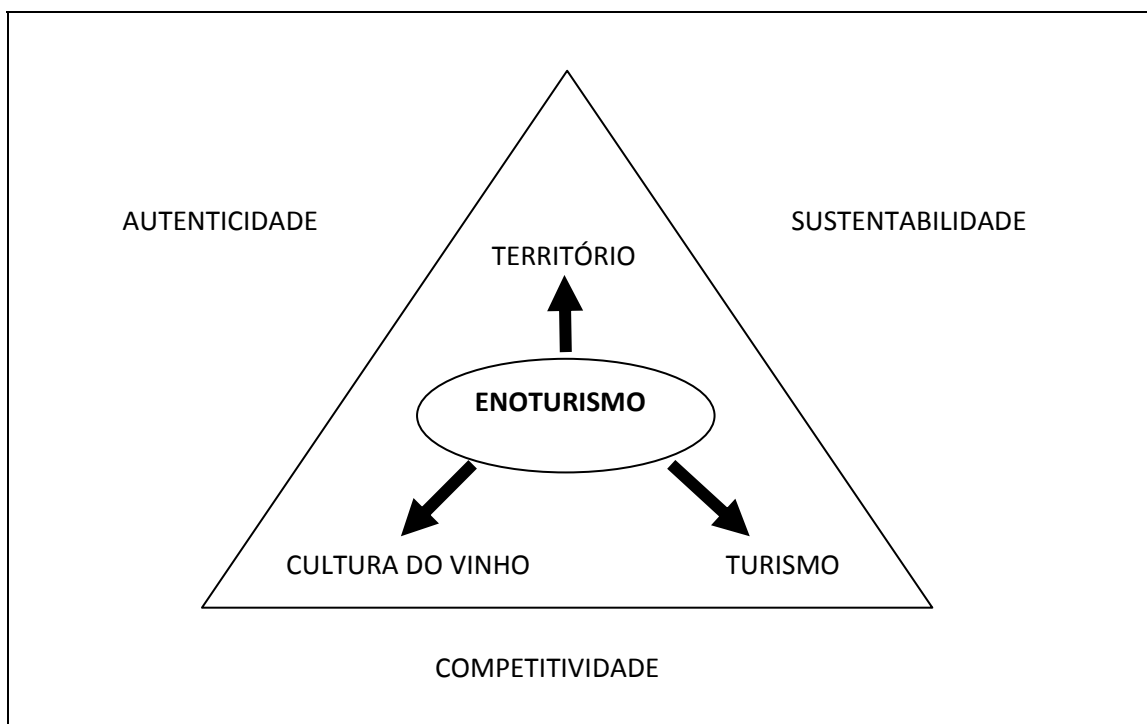 AUTENTICIDADE
SUSTENTABILIDADE
TERRITÓRIO
ENOTURISMO
CULTURA DO VINHO
TURISMO
COMPETITIVIDADE